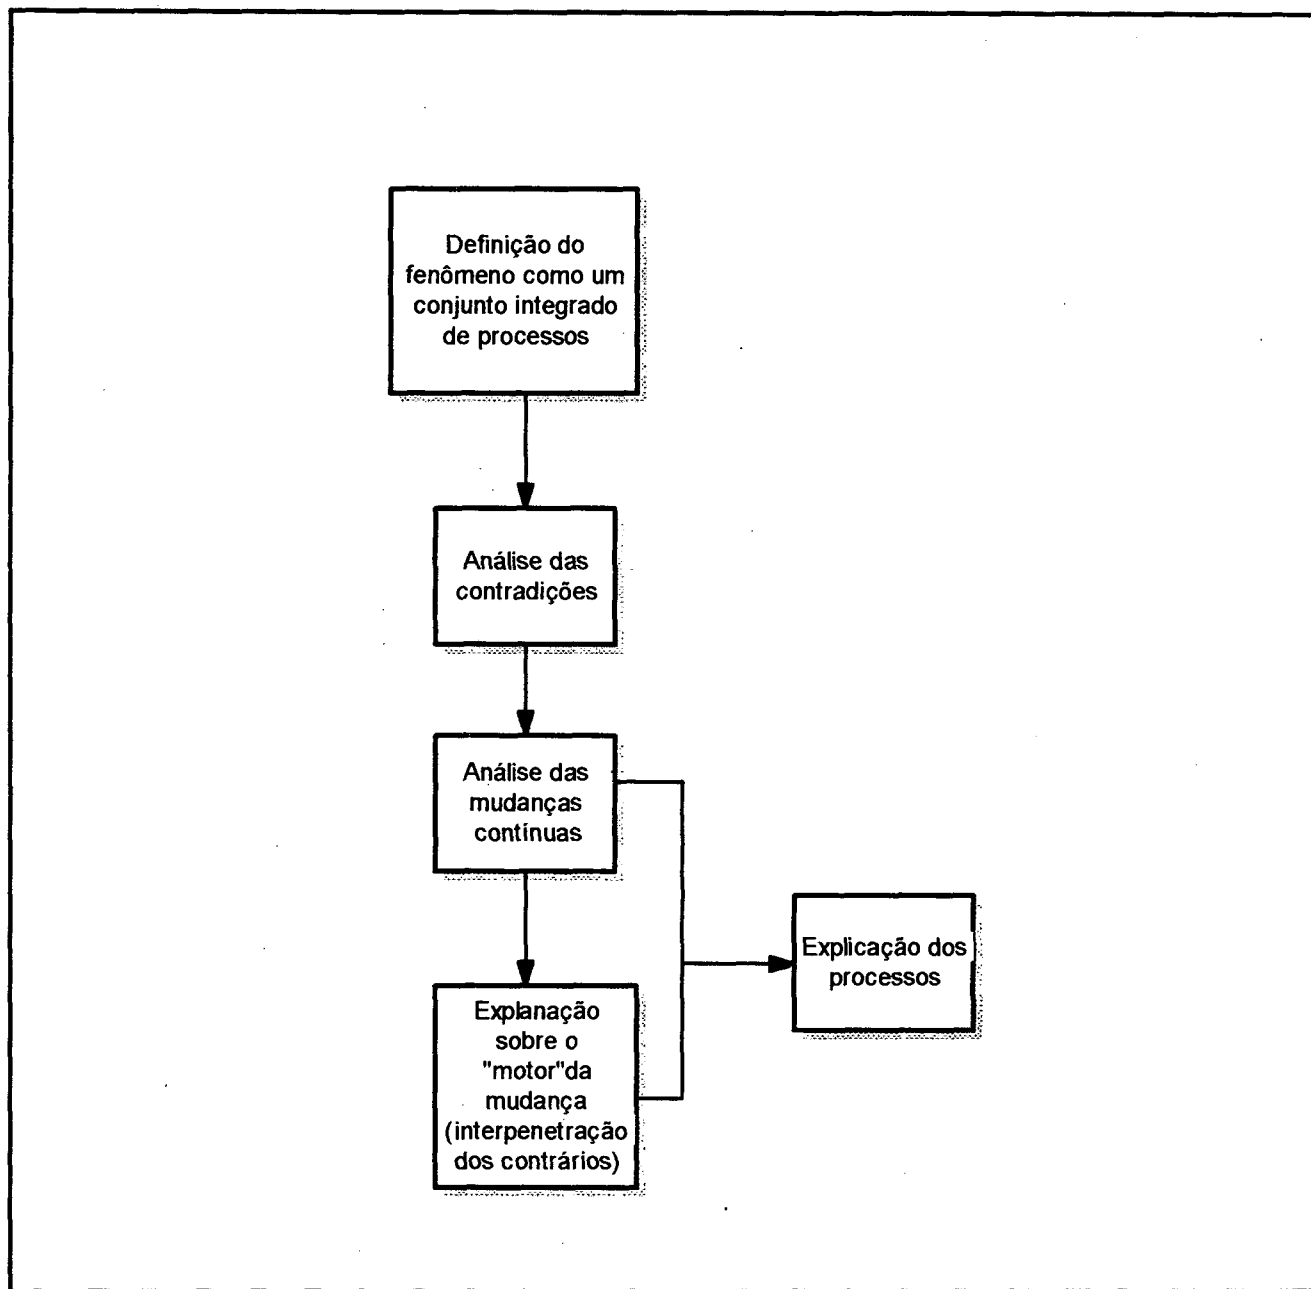 Definição do
fenômeno como um
conjunto integrado
de processos
Análise das
contradições
Análise das
mudanças
contínuas
Explanação
sobre o
"motor"da
mudança
(interpenetração
dos contrários)
Explicação dos
processos